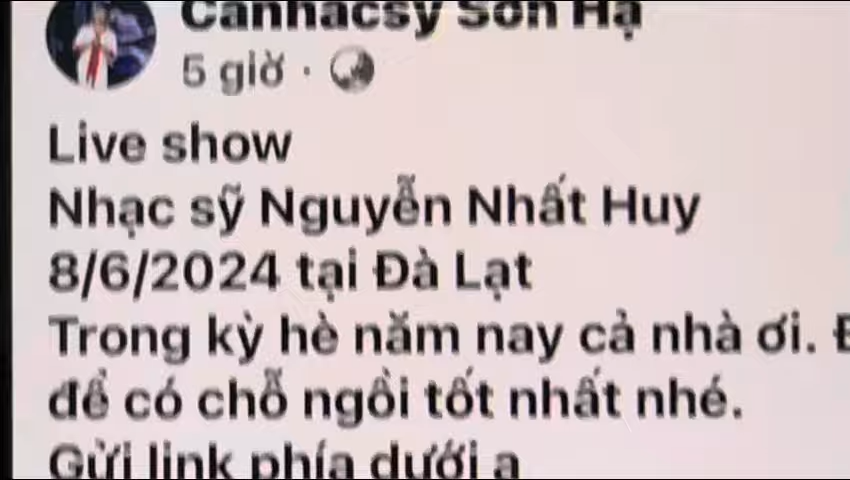 Canhacsy Sơn Hạ
5 giờ ·
Live show
Nhạc sỹ Nguyễn Nhất Huy
8/6/2024 tại Đà Lạt
Trong kỳ hè năm nay cả nhà ơi.
để có chỗ ngồi tốt nhất nhé.
Gửi link phía dưới ạ